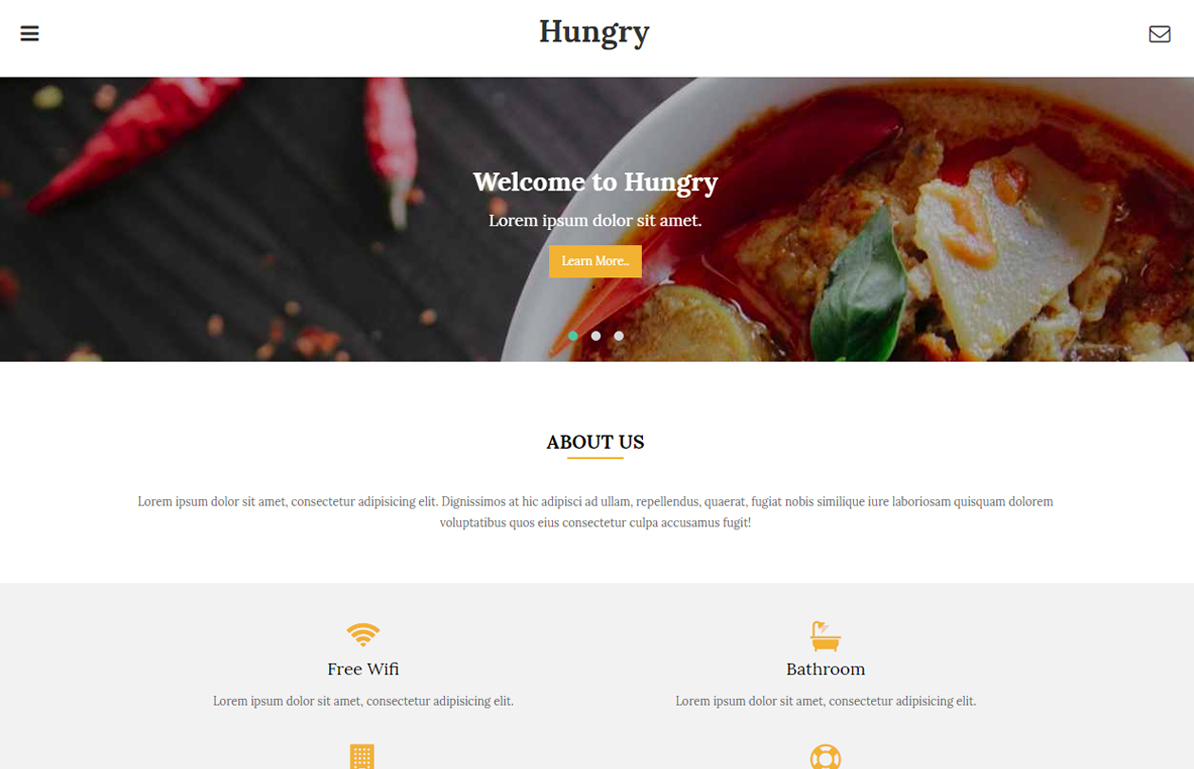 Hungry
Welcome to Hungry
Lorem ipsum dolor sit amet.
Learn More..
ABOUT US
Lorem ipsum dolor sit amet, consectetur adipisicing elit. Dignissimos at hic adipisci ad ullam, repellendus, quaerat, fugiat nobis similique iure laboriosam quisquam dolorem
voluptatibus quos eius consectetur culpa accusamus fugit!
Free Wifi
Lorem ipsum dolor sit amet, consectetur adipisicing elit.
Bathroom
Lorem ipsum dolor sit amet, consectetur adipisicing elit.